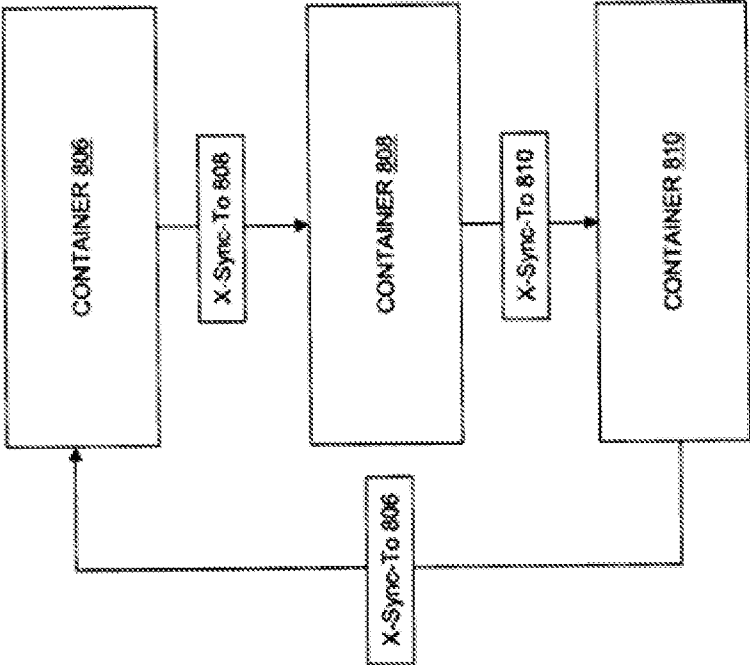 CONTAINER 806
X-Sync-To 808
CONTAINER 808
X-Sync-To 810
CONTAINER 810
X-Sync-To 806